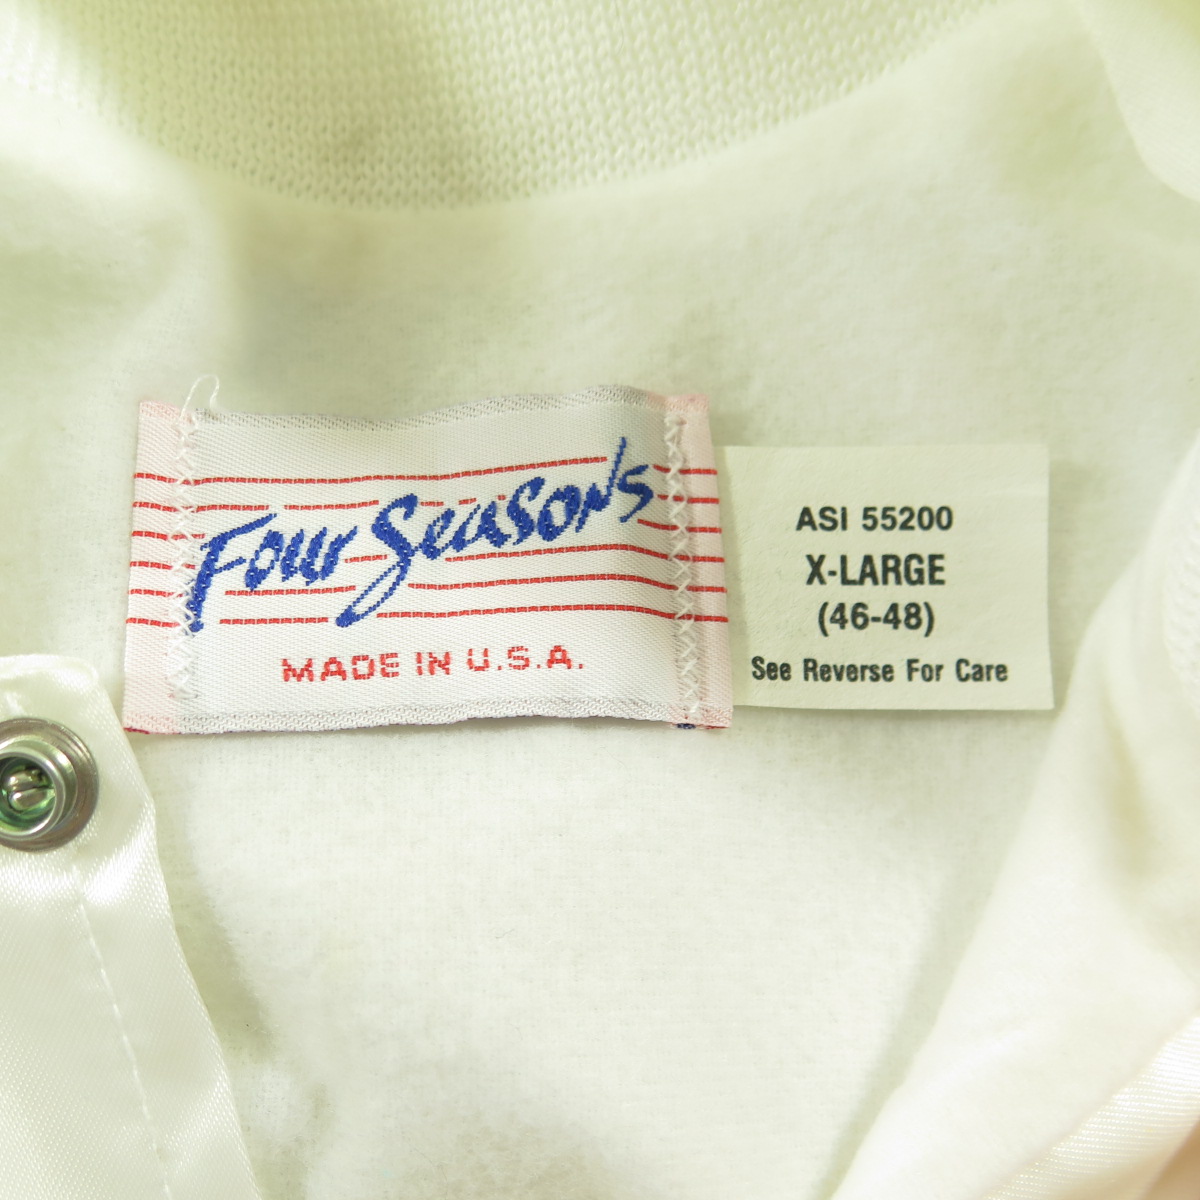 Four Seasons
MADE IN U.S.A.
ASI 55200
X-LARGE
(46-48)
See Reverse For Care